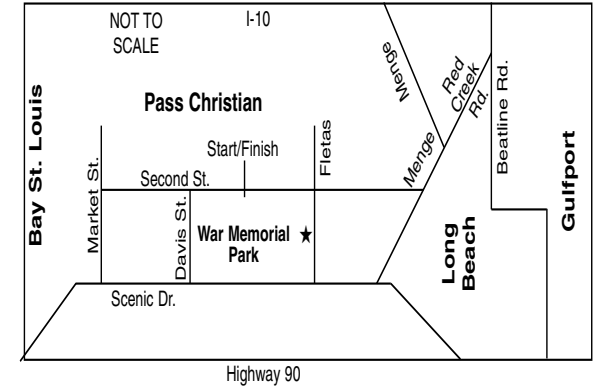 NOT TO
SCALE
I-10
Menge
Red
Creek
Rd.
Beatline Rd.
Pass Christian
Bay St. Louis
Gulfport
Fletas
Start/Finish
Menge
Market St.
Second St.
Davis St.
War Memorial
Park
Long
Beach
Scenic Dr.
Highway 90